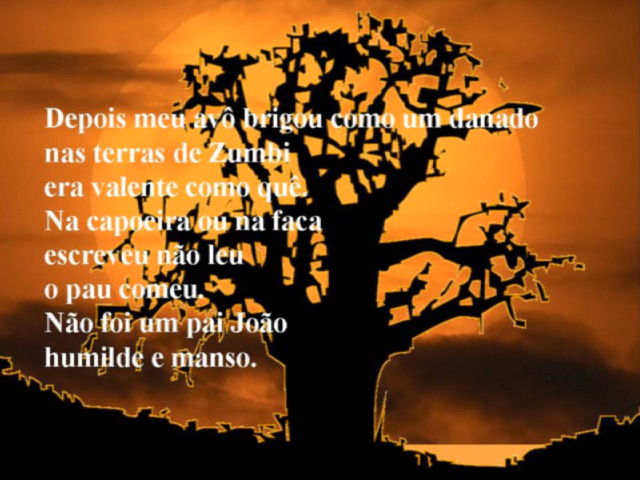 Depois meu avô brigou como um danado
nas terras de Zumbi
era valente como quê.
Na capoeira ou na faca
escreveu não leu
o pau comeu.
Não foi um pai João
humilde e manso.